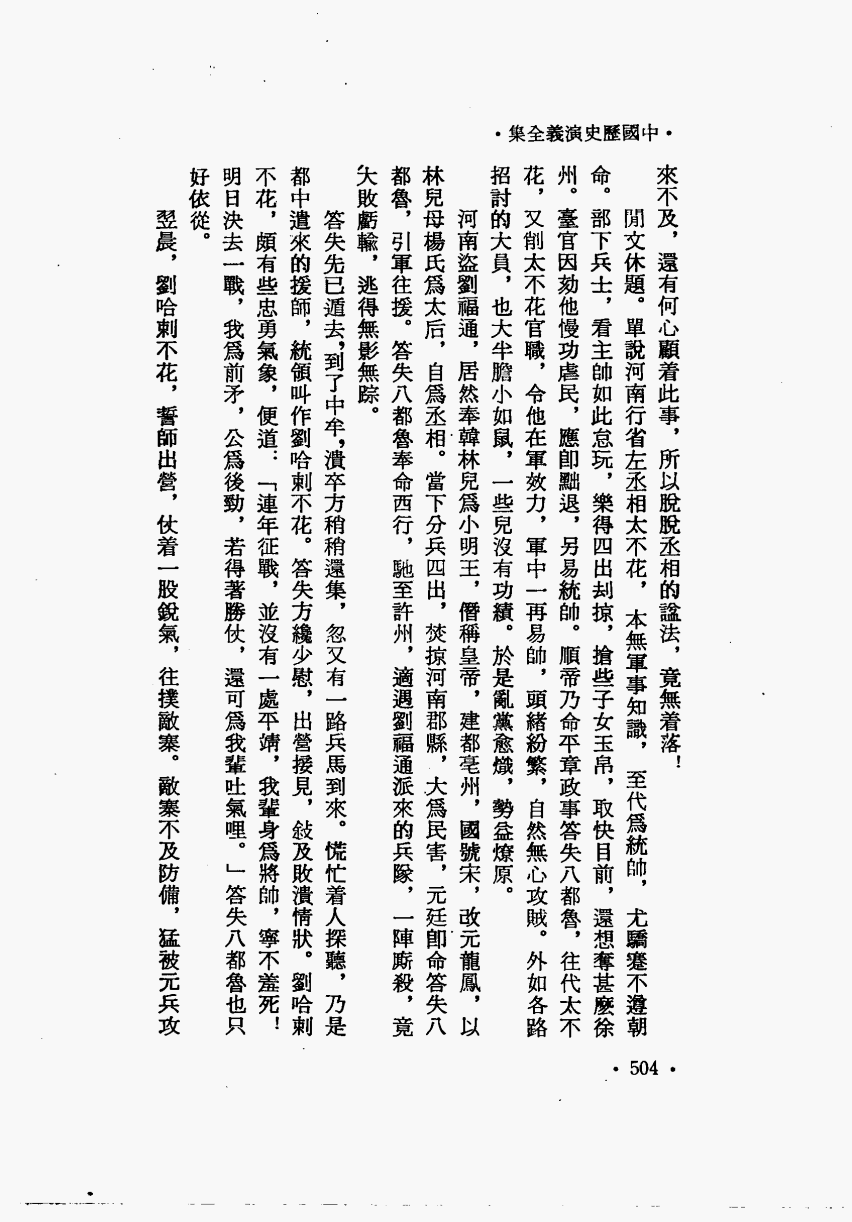 ·中國歷史演義全集·
來不及，還有何心顧着此事，所以脫脫丞相的諡法，竟無着落！
閒文休題。單說河南行省左丞相太不花，本無軍事知識，至代爲統帥，尤驕蹇不遵朝
命。部下兵士，看主帥如此怠玩，樂得四出刦掠，搶些子女玉帛，取快目前，還想奪甚麼徐
州。臺官因劾他慢功虐民，應卽黜退，另易統帥。順帝乃命平章政事答失八都魯，往代太不
花，又削太不花官職，令他在軍效力，軍中一再易帥，頭緒紛繁，自然無心攻賊。外如各路
招討的大員，也大半膽小如鼠，一些兒沒有功績。於是亂黨愈熾，勢益燎原。
河南盜劉福通，居然奉韓林兒爲小明王，僭稱皇帝，建都亳州，國號宋，改元龍鳳，以
林兒母楊氏爲太后，自爲丞相。當下分兵四出，焚掠河南郡縣，大爲民害，元廷卽命答失八
都魯，引軍往援。答失八都魯奉命西行，馳至許州，適遇劉福通派來的兵隊，一陣廝殺，竟
大敗虧輸，逃得無影無踪。
答失先已遁去，到了中牟，潰卒方稍稍還集，忽又有一路兵馬到來。慌忙着人探聽，乃是
都中遣來的援師，統領叫作劉哈剌不花。答失方纔少慰，出營接見，敍及敗潰情狀。劉哈剌
不花，頗有些忠勇氣象，便道：「連年征戰，並沒有一處平靖，我輩身爲將帥，寧不羞死！
明日決去一戰，我爲前矛，公爲後勁，若得著勝仗，還可爲我輩吐氣哩。」答失八都魯也只
好依從。
翌晨，劉哈剌不花，誓師出營，仗着一股銳氣，往撲敵寨。敵寨不及防備，猛被元兵攻
·504·